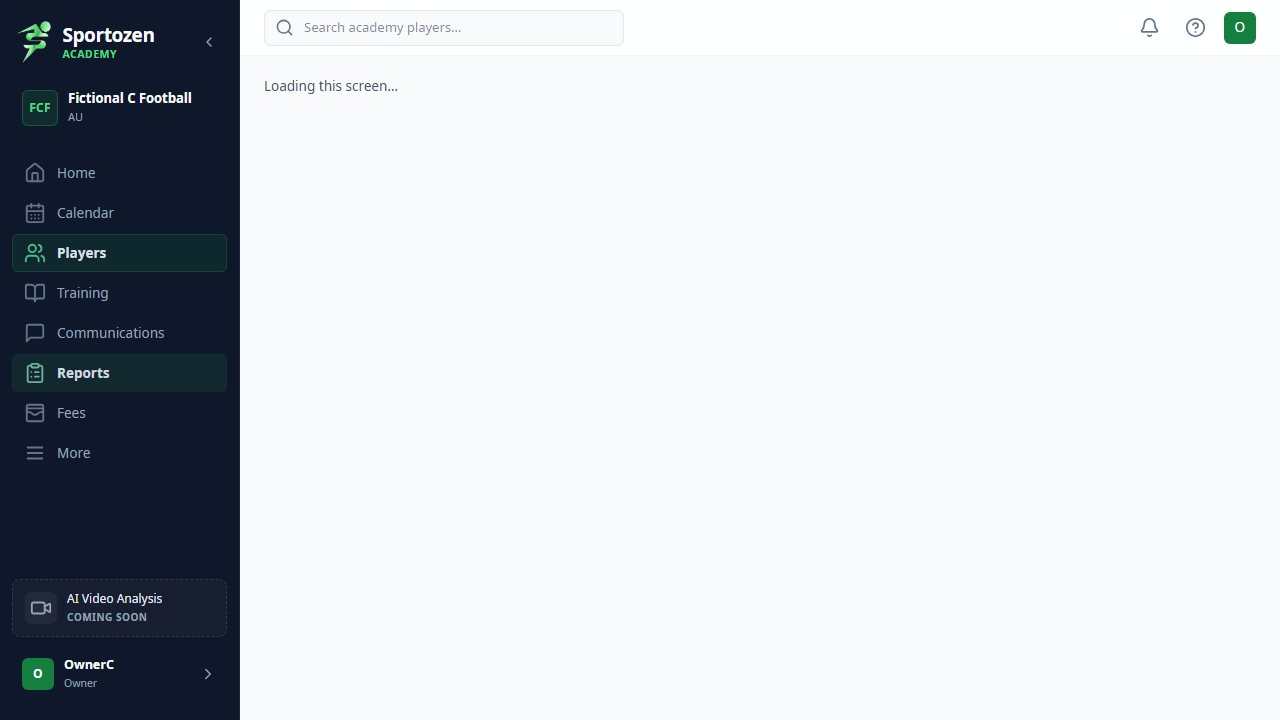 Sportozen
ACADEMY
FCF
Fictional C Football
AU
Home
Calendar
Players
Training
Communications
Reports
Fees
More
AI Video Analysis
COMING SOON
O
OwnerC
Owner
Search academy players...
O
Loading this screen...